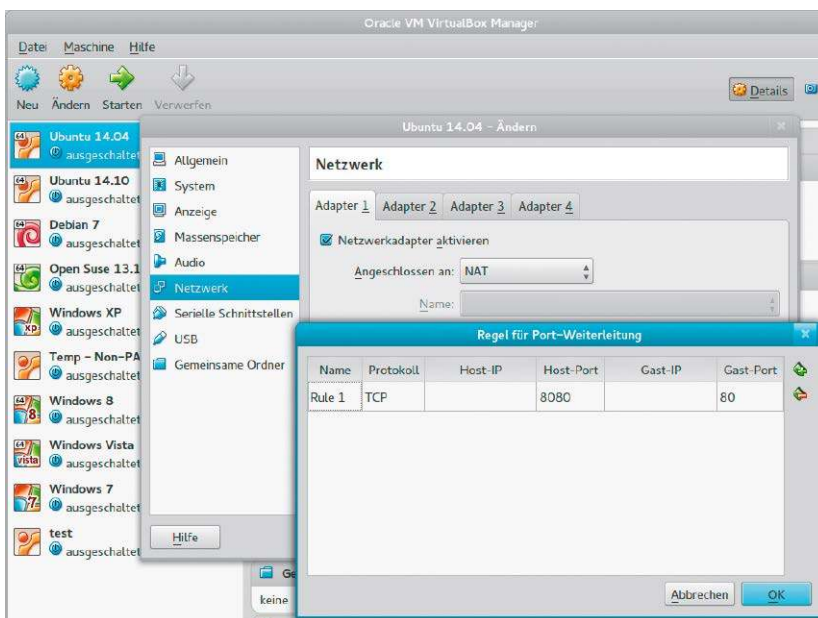 Oracle VM VirtualBox Manager
Datei Maschine Hilfe
Neu Ändern Starten Verwerfen
Details
Ubuntu 14.04
ausgeschaltet
Ubuntu 14.10
ausgeschaltet
Debian 7
ausgeschaltet
Open Suse 13.1
ausgeschaltet
Windows XP
ausgeschaltet
Temp - Non-PA
ausgeschaltet
Windows 8
ausgeschaltet
Windows Vista
ausgeschaltet
Windows 7
ausgeschaltet
test
ausgeschaltet
Ubuntu 14.04 - Ändern
Allgemein
System
Anzeige
Massenspeicher
Audio
Netzwerk
Serielle Schnittstellen
USB
Gemeinsame Ordner
Hilfe
Netzwerk
Adapter 1 Adapter 2 Adapter 3 Adapter 4
Netzwerkadapter aktivieren
Angeschlossen an: NAT
Name:
Regel für Port-Weiterleitung
Name Protokoll Host-IP Host-Port Gast-IP Gast-Port
Rule 1 TCP 8080 80
Abbrechen OK
Ge
keine